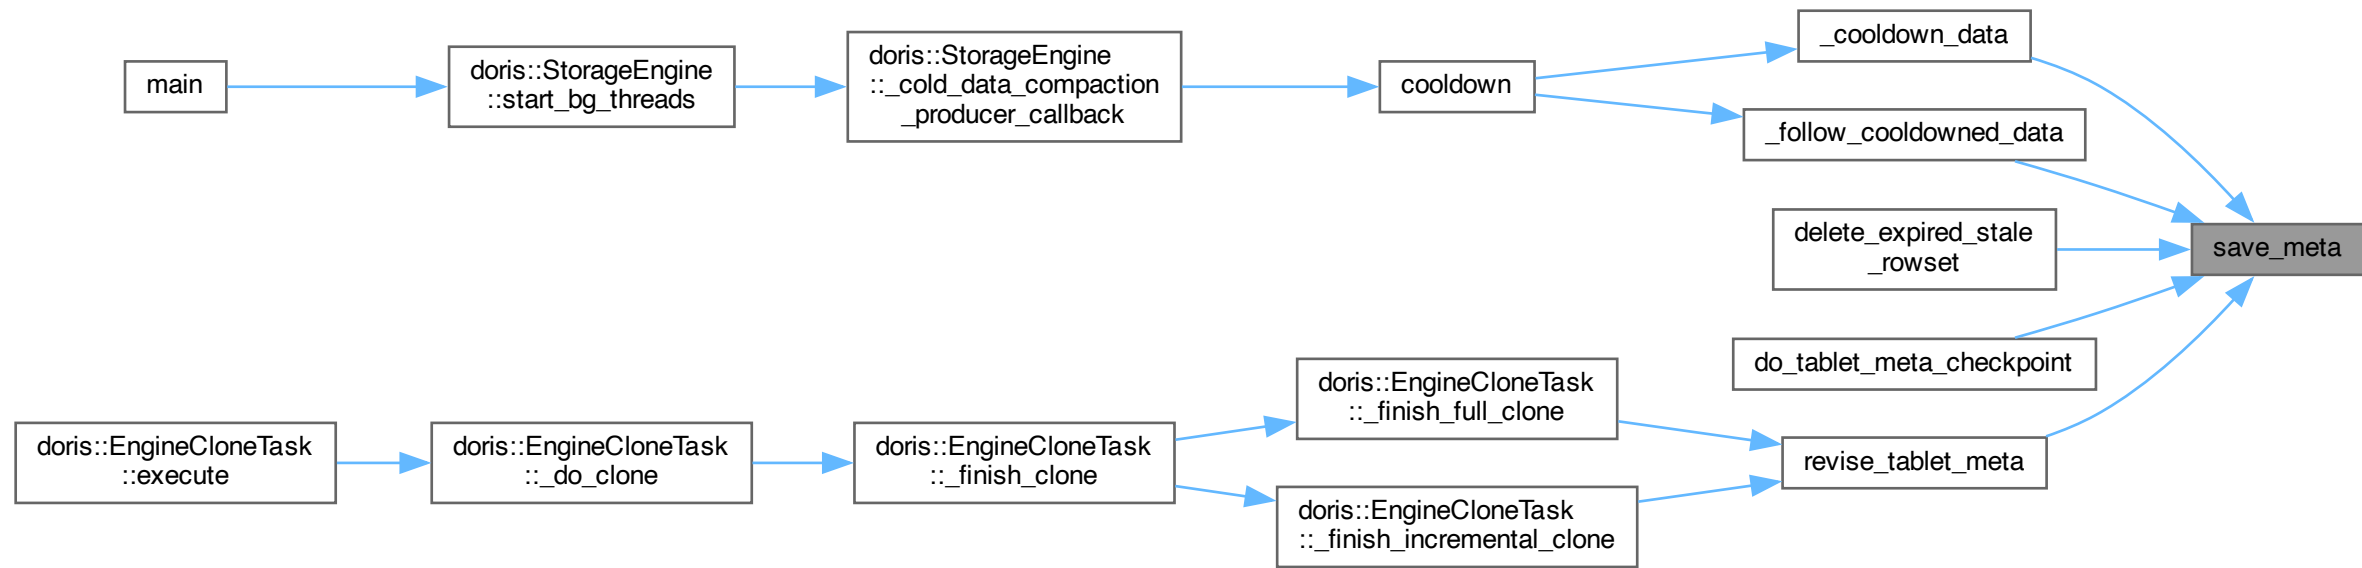 main
doris::StorageEngine
::start_bg_threads
doris::StorageEngine
::_cold_data_compaction
_producer_callback
cooldown
_cooldown_data
_follow_cooldowned_data
delete_expired_stale
_rowset
save_meta
do_tablet_meta_checkpoint
doris::EngineCloneTask
::execute
doris::EngineCloneTask
::_do_clone
doris::EngineCloneTask
::_finish_clone
doris::EngineCloneTask
::_finish_full_clone
doris::EngineCloneTask
::_finish_incremental_clone
revise_tablet_meta